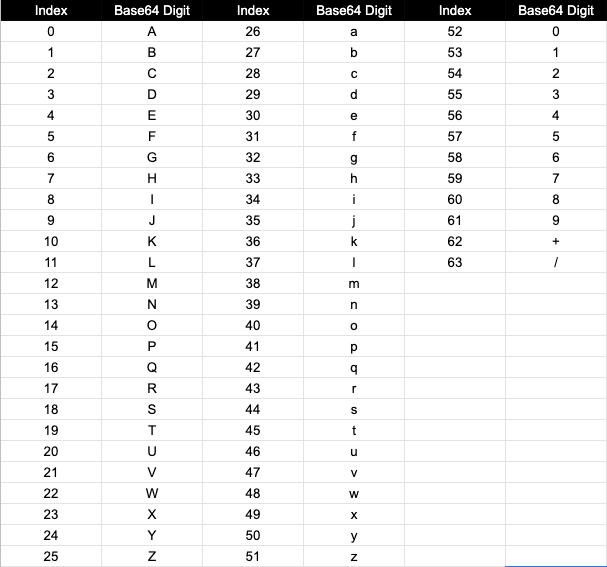 Index Base64 Digit Index Base64 Digit Index Base64 Digit
0 A 26 a 52 0
1 B 27 b 53 1
2 C 28 c 54 2
3 D 29 d 55 3
4 E 30 e 56 4
5 F 31 f 57 5
6 G 32 g 58 6
7 H 33 h 59 7
8 I 34 i 60 8
9 J 35 j 61 9
10 K 36 k 62 +
11 L 37 l 63 /
12 M 38 m
13 N 39 n
14 O 40 o
15 P 41 p
16 Q 42 q
17 R 43 r
18 S 44 s
19 T 45 t
20 U 46 u
21 V 47 v
22 W 48 w
23 X 49 x
24 Y 50 y
25 Z 51 z